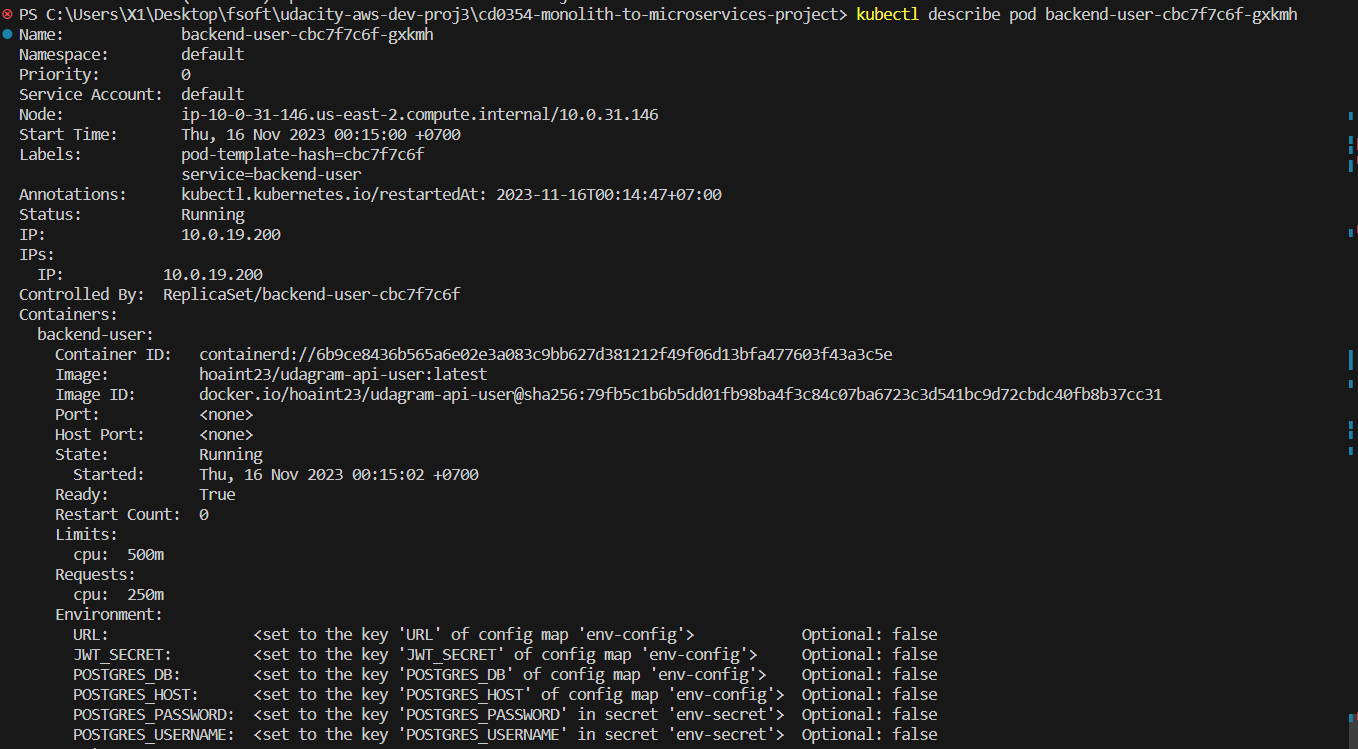 PS C:\Users\X1\Desktop\fsoft\udacity-aws-dev-proj3\cd0354-monolith-to-microservices-project> kubectl describe pod backend-user-cbc7f7c6f-gxkmh
Name:             backend-user-cbc7f7c6f-gxkmh
Namespace:        default
Priority:         0
Service Account:  default
Node:             ip-10-0-31-146.us-east-2.compute.internal/10.0.31.146
Start Time:       Thu, 16 Nov 2023 00:15:00 +0700
Labels:           pod-template-hash=cbc7f7c6f
                  service=backend-user
Annotations:      kubectl.kubernetes.io/restartedAt: 2023-11-16T00:14:47+07:00
Status:           Running
IP:               10.0.19.200
IPs:
  IP:           10.0.19.200
Controlled By:  ReplicaSet/backend-user-cbc7f7c6f
Containers:
  backend-user:
    Container ID:   containerd://6b9ce8436b565a6e02e3a083c9bb627d381212f49f06d13bfa477603f43a3c5e
    Image:          hoaint23/udagram-api-user:latest
    Image ID:       docker.io/hoaint23/udagram-api-user@sha256:79fb5c1b6b5dd01fb98ba4f3c84c07ba6723c3d541bc9d72cbdc40fb8b37cc31
    Port:           <none>
    Host Port:      <none>
    State:          Running
      Started:      Thu, 16 Nov 2023 00:15:02 +0700
    Ready:          True
    Restart Count:  0
    Limits:
      cpu:  500m
    Requests:
      cpu:  250m
    Environment:
      URL:                <set to the key 'URL' of config map 'env-config'>            Optional: false
      JWT_SECRET:         <set to the key 'JWT_SECRET' of config map 'env-config'>     Optional: false
      POSTGRES_DB:        <set to the key 'POSTGRES_DB' of config map 'env-config'>    Optional: false
      POSTGRES_HOST:      <set to the key 'POSTGRES_HOST' of config map 'env-config'>  Optional: false
      POSTGRES_PASSWORD:  <set to the key 'POSTGRES_PASSWORD' in secret 'env-secret'>  Optional: false
      POSTGRES_USERNAME:  <set to the key 'POSTGRES_USERNAME' in secret 'env-secret'>  Optional: false